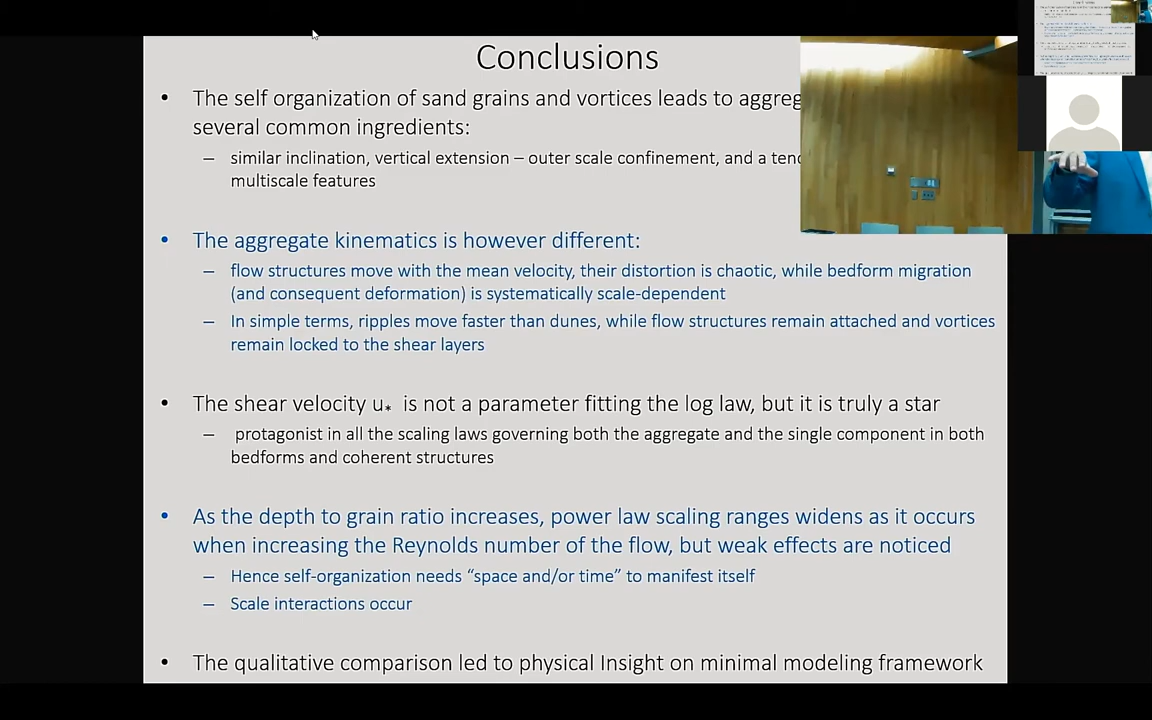 Conclusions
• The self organization of sand grains and vortices leads to
several common ingredients:
– similar inclination, vertical extension – outer scale confinement, and a
multiscale features
• The aggregate kinematics is however different:
– flow structures move with the mean velocity, their distortion is chaotic, while bedform migration
(and consequent deformation) is systematically scale-dependent
– In simple terms, ripples move faster than dunes, while flow structures remain attached and vortices
remain locked to the shear layers
• The shear velocity u* is not a parameter fitting the log law, but it is truly a star
– protagonist in all the scaling laws governing both the aggregate and the single component in both
bedforms and coherent structures
• As the depth to grain ratio increases, power law scaling ranges widens as it occurs
when increasing the Reynolds number of the flow, but weak effects are noticed
– Hence self-organization needs “space and/or time” to manifest itself
– Scale interactions occur
• The qualitative comparison led to physical Insight on minimal modeling framework